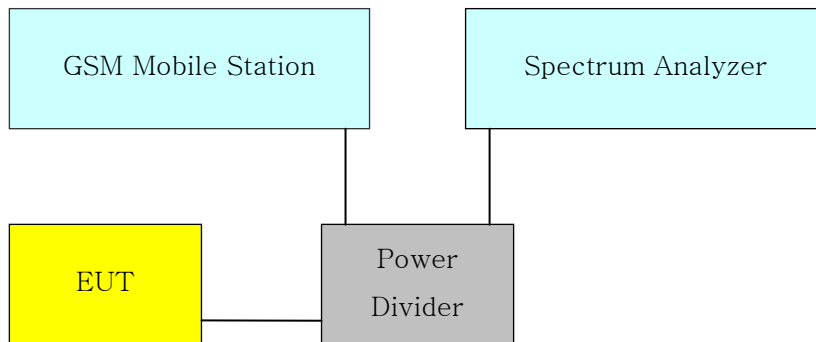 GSM Mobile Station
Spectrum Analyzer
EUT
Power
Divider